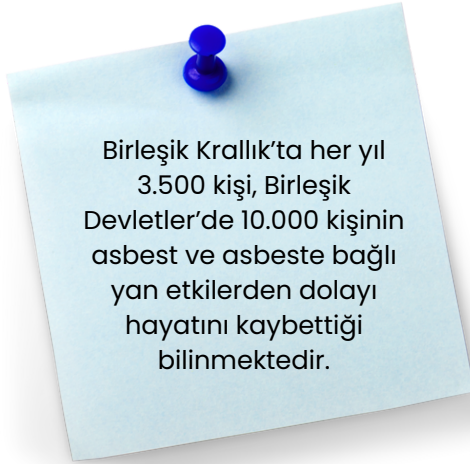 Birleşik Krallık’ta her yıl
3.500 kişi, Birleşik
Devletler’de 10.000 kişinin
asbest ve asbeste bağlı
yan etkilerden dolayı
hayatını kaybettiği
bilinmektedir.